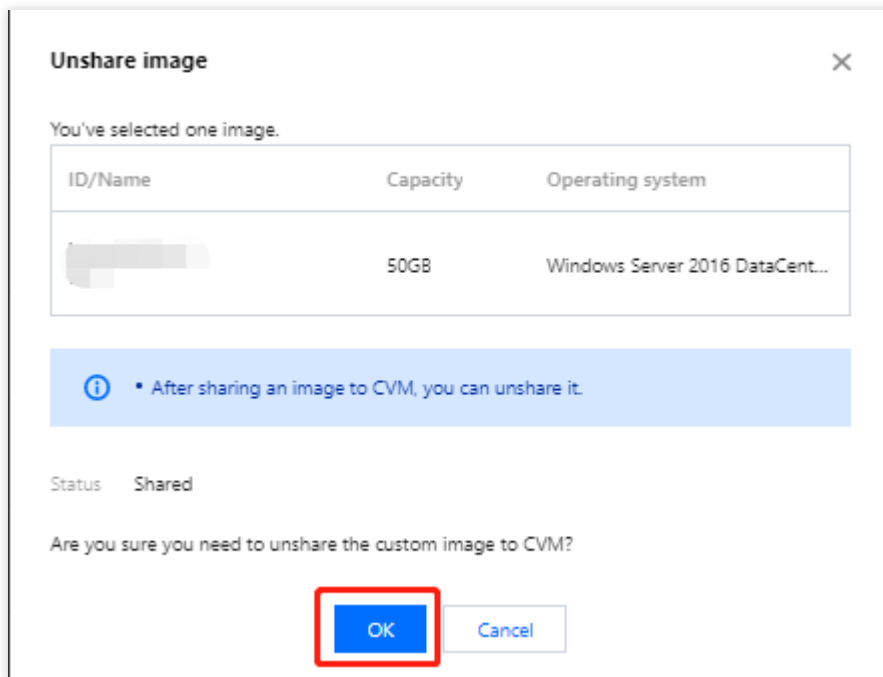 Unshare image
You've selected one image.
ID/Name Capacity Operating system
50GB Windows Server 2016 DataCent...
• After sharing an image to CVM, you can unshare it.
Status Shared
Are you sure you need to unshare the custom image to CVM?
OK Cancel